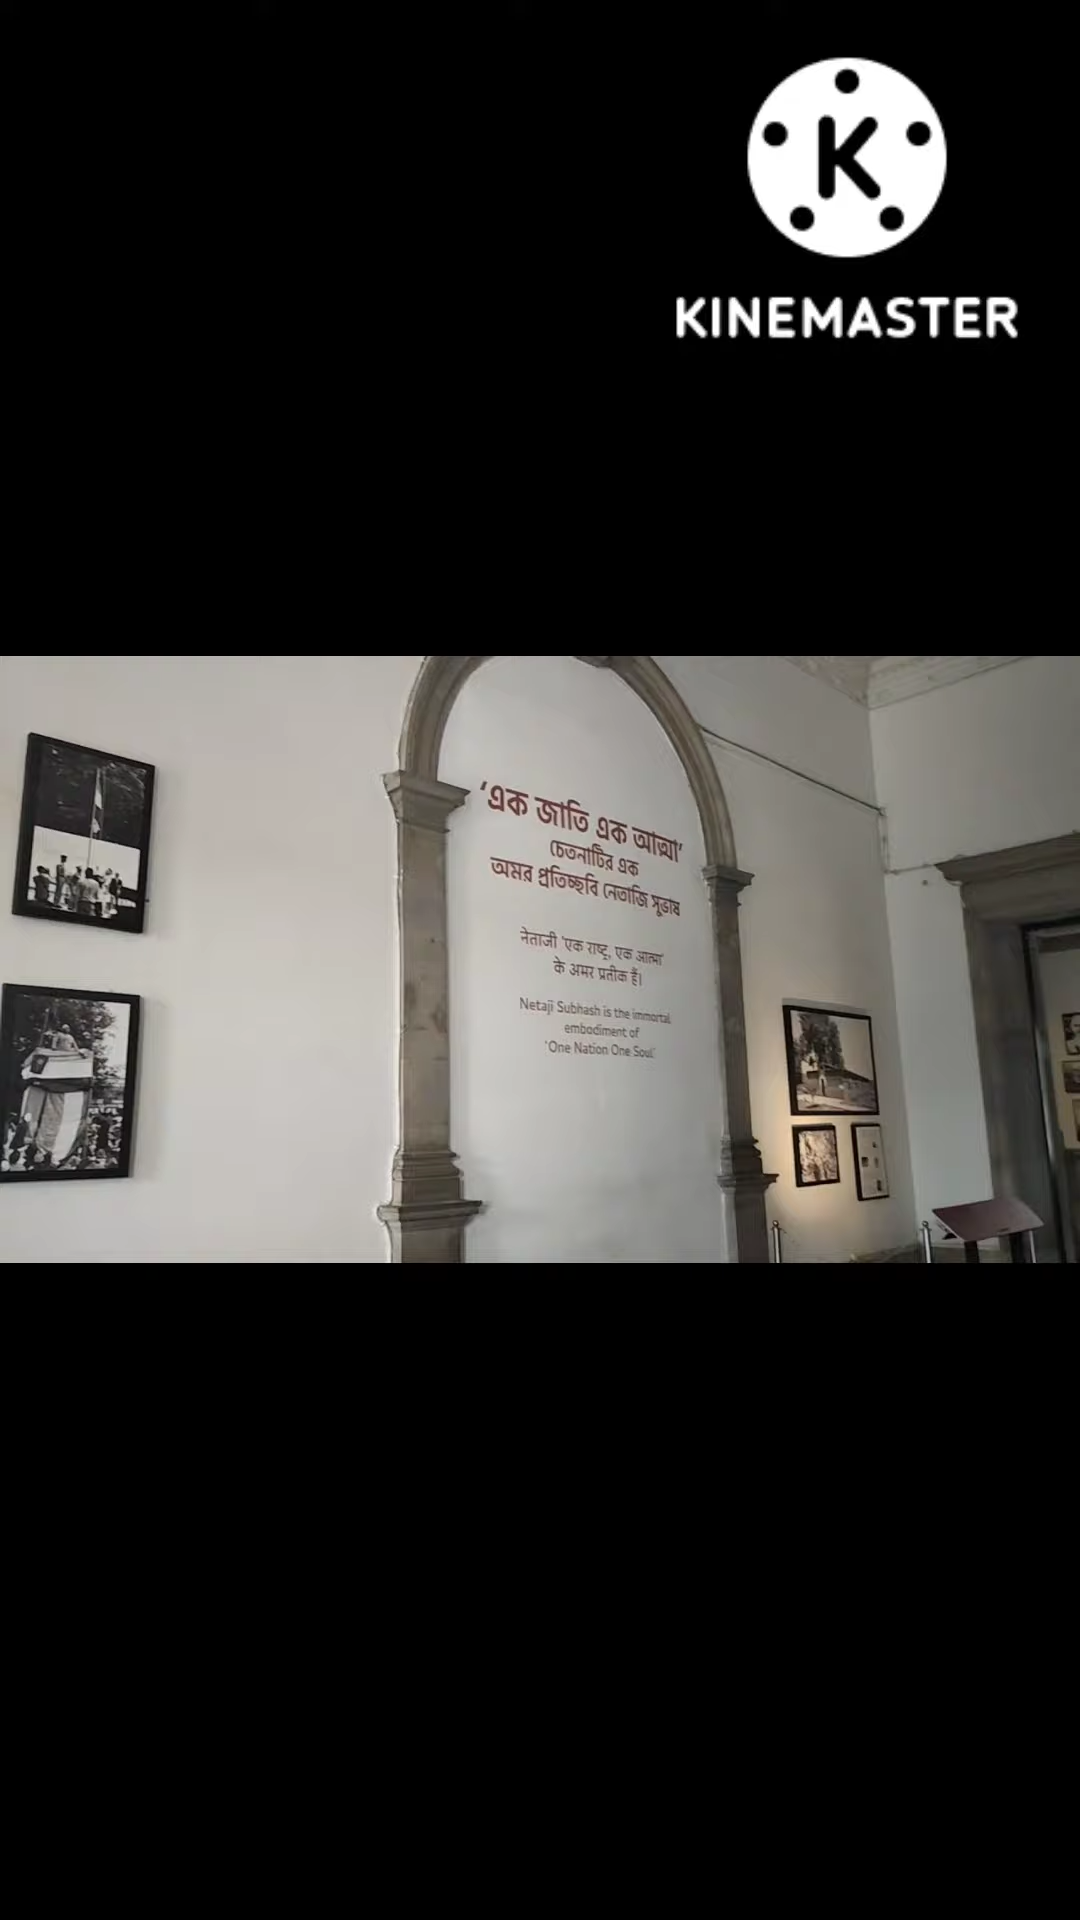 K
KINEMASTER
‘এক জাতি এক আত্মা’
চেতনাটির এক
অমর প্রতিচ্ছবি নেতাজি সুভাষ
नेताजी 'एक राष्ट्र, एक आत्मा'
के अमर प्रतीक हैं।
Netaji Subhash is the immortal
embodiment of
'One Nation One Soul'